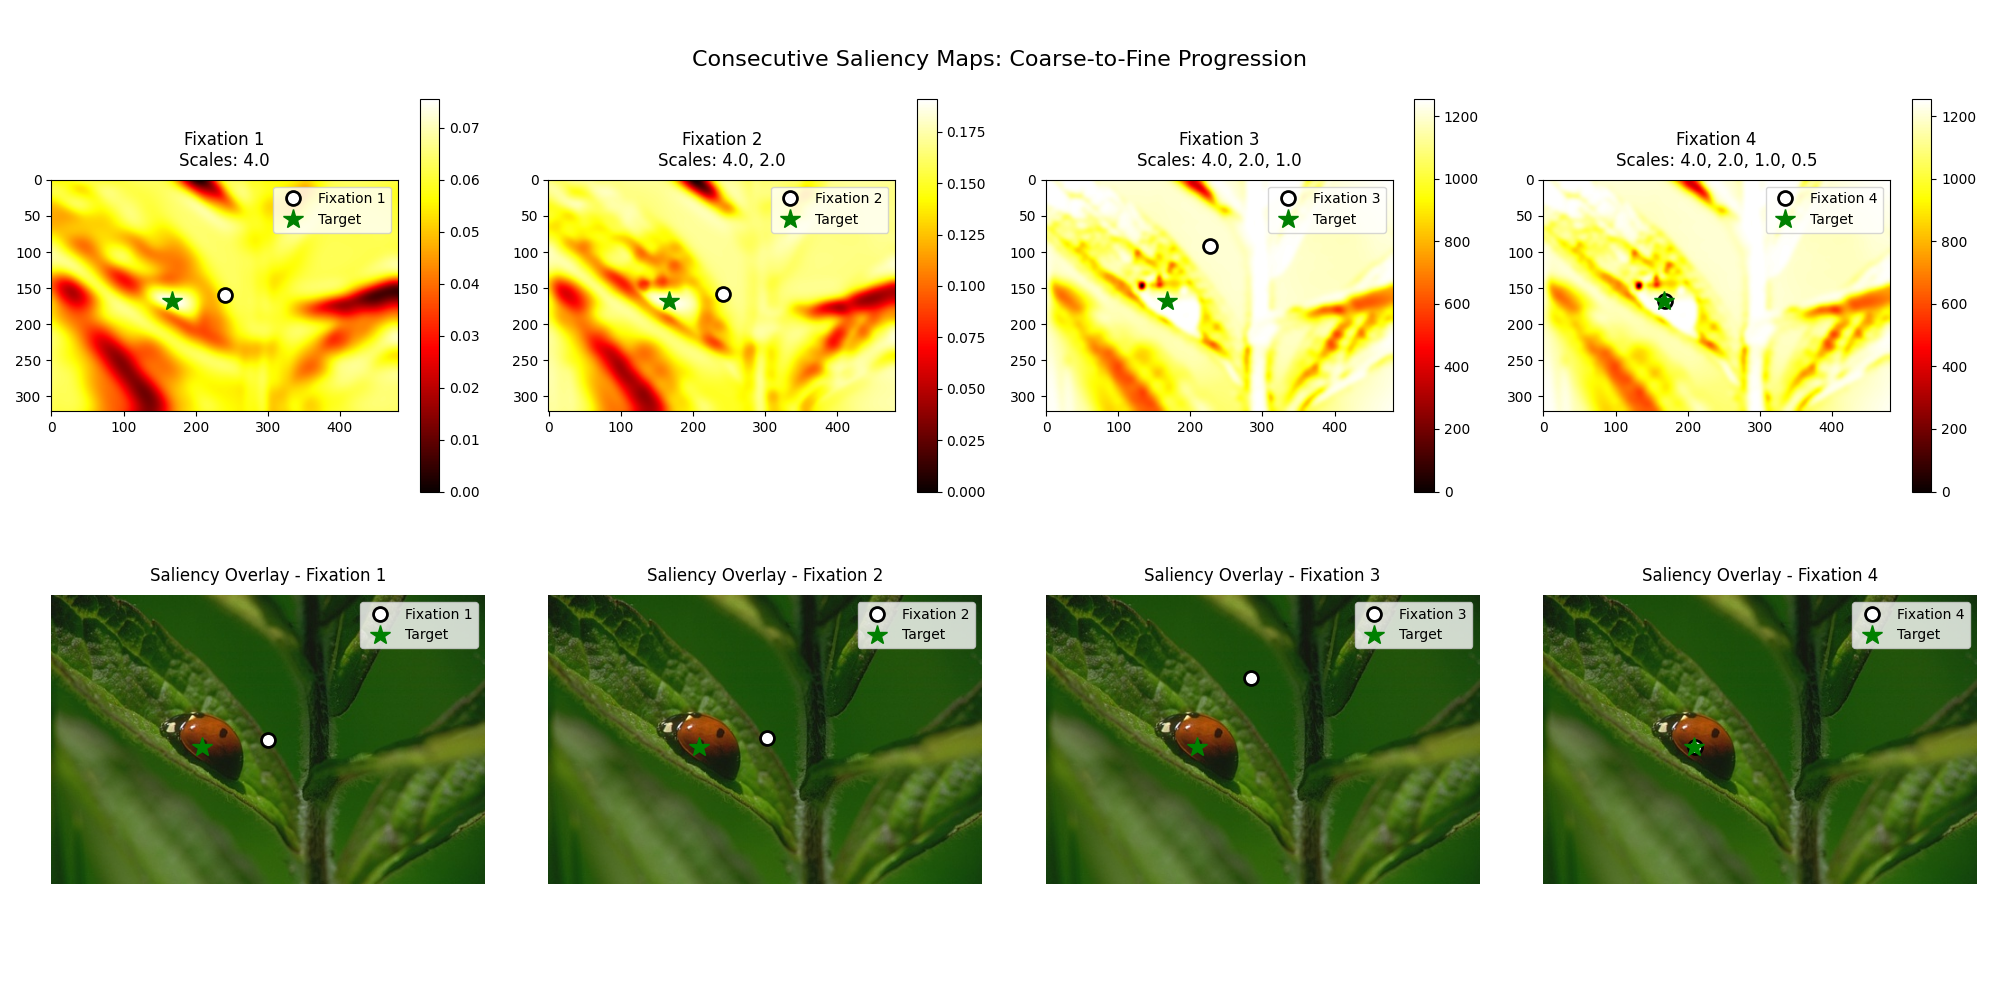 Consecutive Saliency Maps: Coarse-to-Fine Progression
Fixation 1
Scales: 4.0
Fixation 1
Target
0
50
100
150
200
250
300
0 100 200 300 400
0.07
0.06
0.05
0.04
0.03
0.02
0.01
0.00
Fixation 2
Scales: 4.0, 2.0
Fixation 2
Target
0
50
100
150
200
250
300
0 100 200 300 400
0.175
0.150
0.125
0.100
0.075
0.050
0.025
0.000
Fixation 3
Scales: 4.0, 2.0, 1.0
Fixation 3
Target
0
50
100
150
200
250
300
0 100 200 300 400
1200
1000
800
600
400
200
0
Fixation 4
Scales: 4.0, 2.0, 1.0, 0.5
Fixation 4
Target
0
50
100
150
200
250
300
0 100 200 300 400
1200
1000
800
600
400
200
0
Saliency Overlay - Fixation 1
Fixation 1
Target
Saliency Overlay - Fixation 2
Fixation 2
Target
Saliency Overlay - Fixation 3
Fixation 3
Target
Saliency Overlay - Fixation 4
Fixation 4
Target